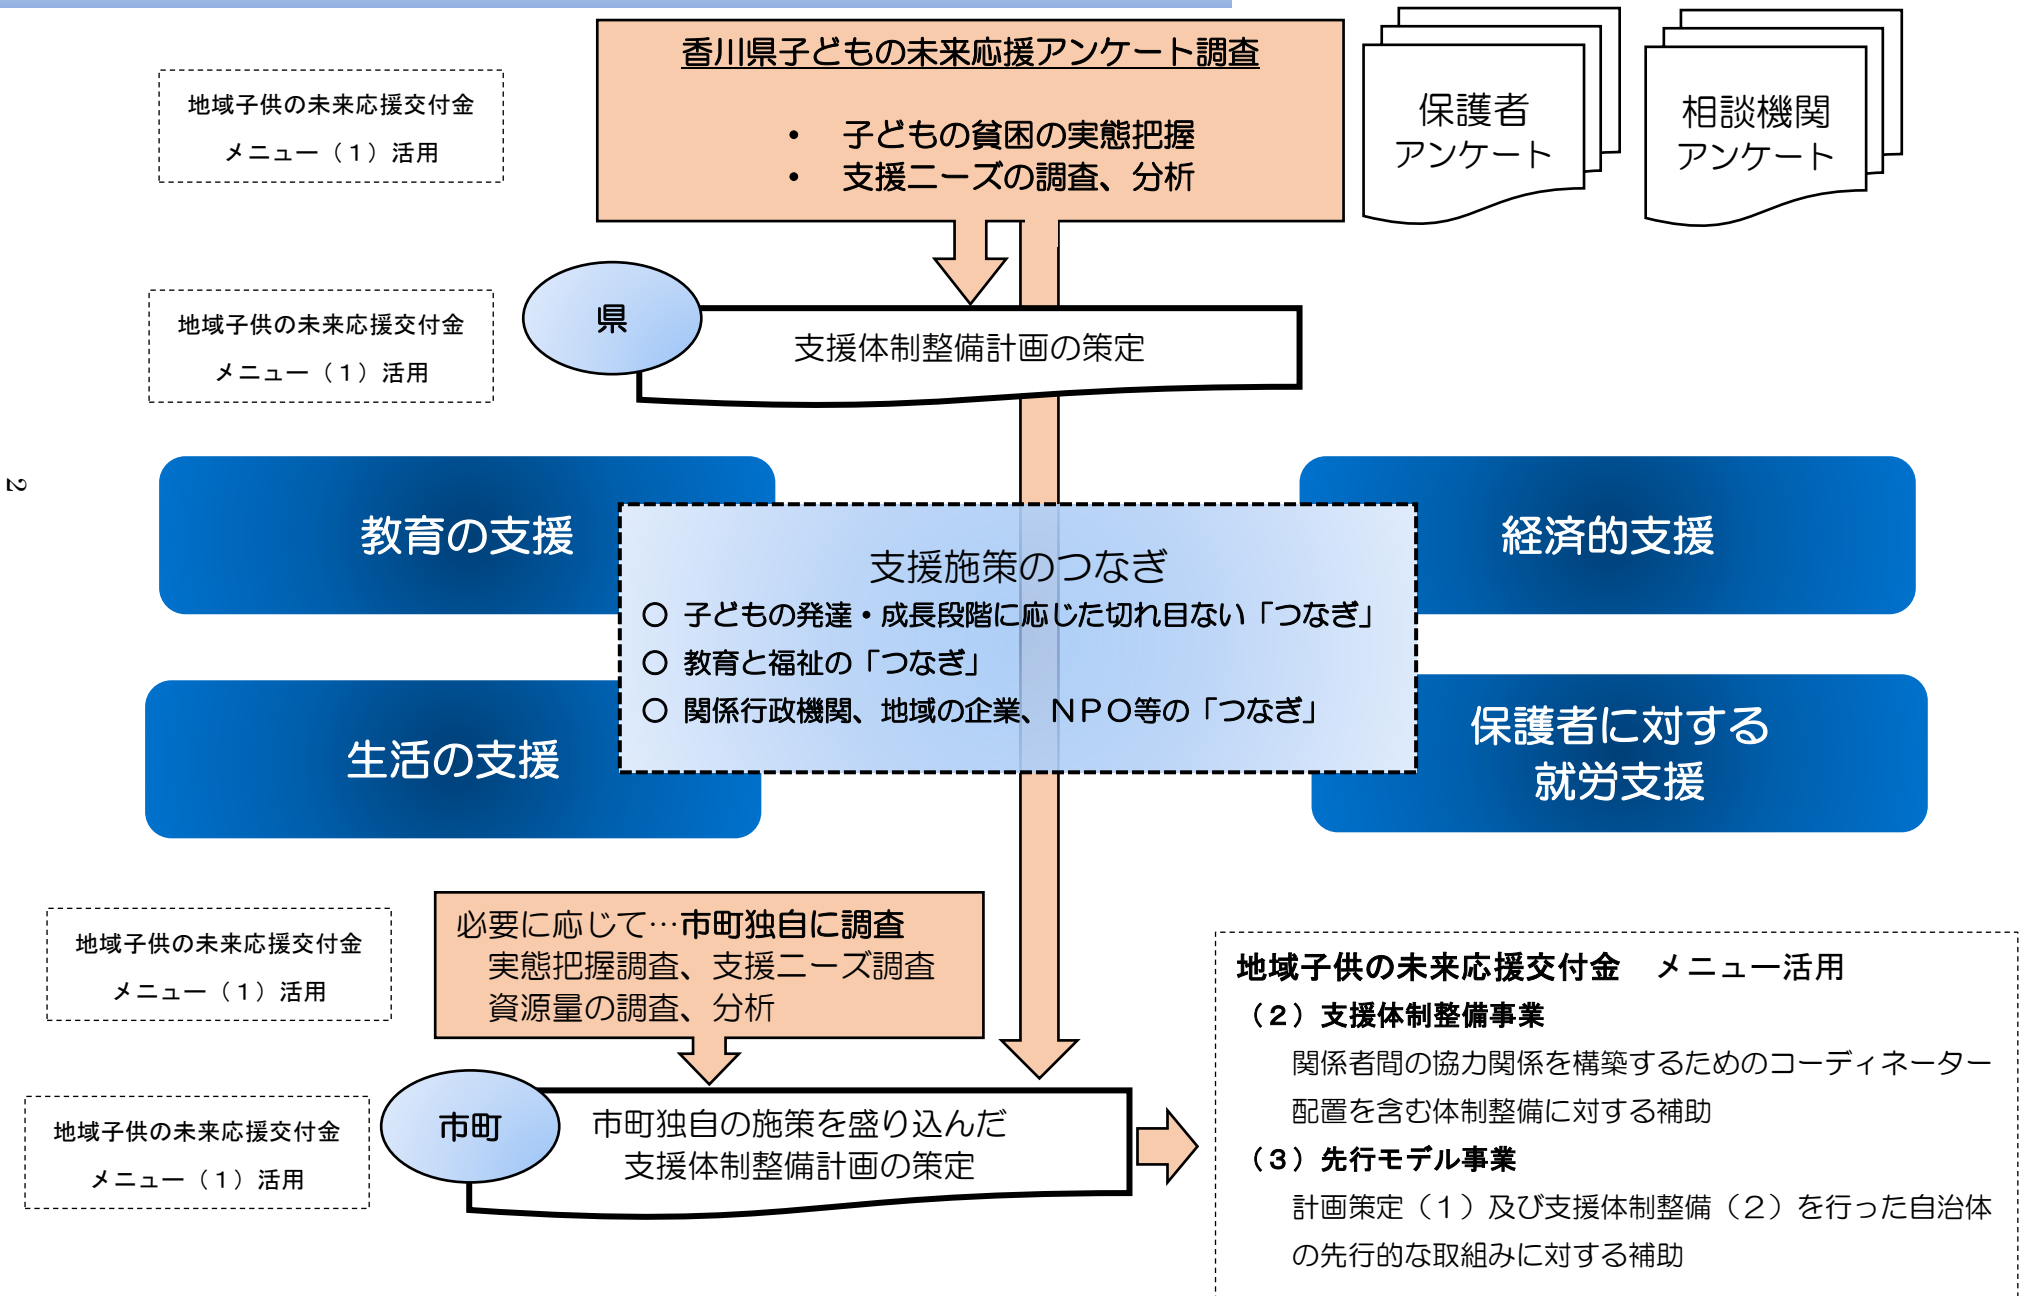 香川県子どもの未来応援アンケート調査
・ 子どもの貧困の実態把握
・ 支援ニーズの調査、分析
保護者
アンケート
相談機関
アンケート
地域子供の未来応援交付金
メニュー（１）活用
地域子供の未来応援交付金
メニュー（１）活用
県
支援体制整備計画の策定
教育の支援
経済的支援
支援施策のつなぎ
○ 子どもの発達・成長段階に応じた切れ目ない「つなぎ」
○ 教育と福祉の「つなぎ」
○ 関係行政機関、地域の企業、ＮＰＯ等の「つなぎ」
生活の支援
保護者に対する
就労支援
2
地域子供の未来応援交付金
メニュー（１）活用
必要に応じて…市町独自に調査
実態把握調査、支援ニーズ調査
資源量の調査、分析
地域子供の未来応援交付金
メニュー（１）活用
市町
市町独自の施策を盛り込んだ
支援体制整備計画の策定
地域子供の未来応援交付金　メニュー活用
（２）支援体制整備事業
関係者間の協力関係を構築するためのコーディネーター
配置を含む体制整備に対する補助
（３）先行モデル事業
計画策定（１）及び支援体制整備（２）を行った自治体
の先行的な取組みに対する補助